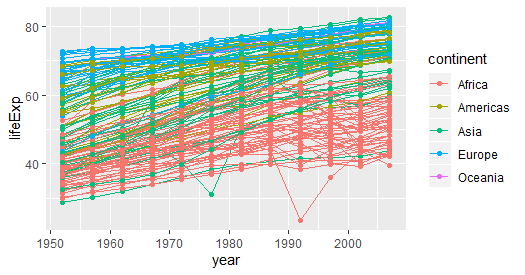 80
60
40
lifeExp
1950
1960
1970
1980
1990
2000
year
continent
Africa
Americas
Asia
Europe
Oceania